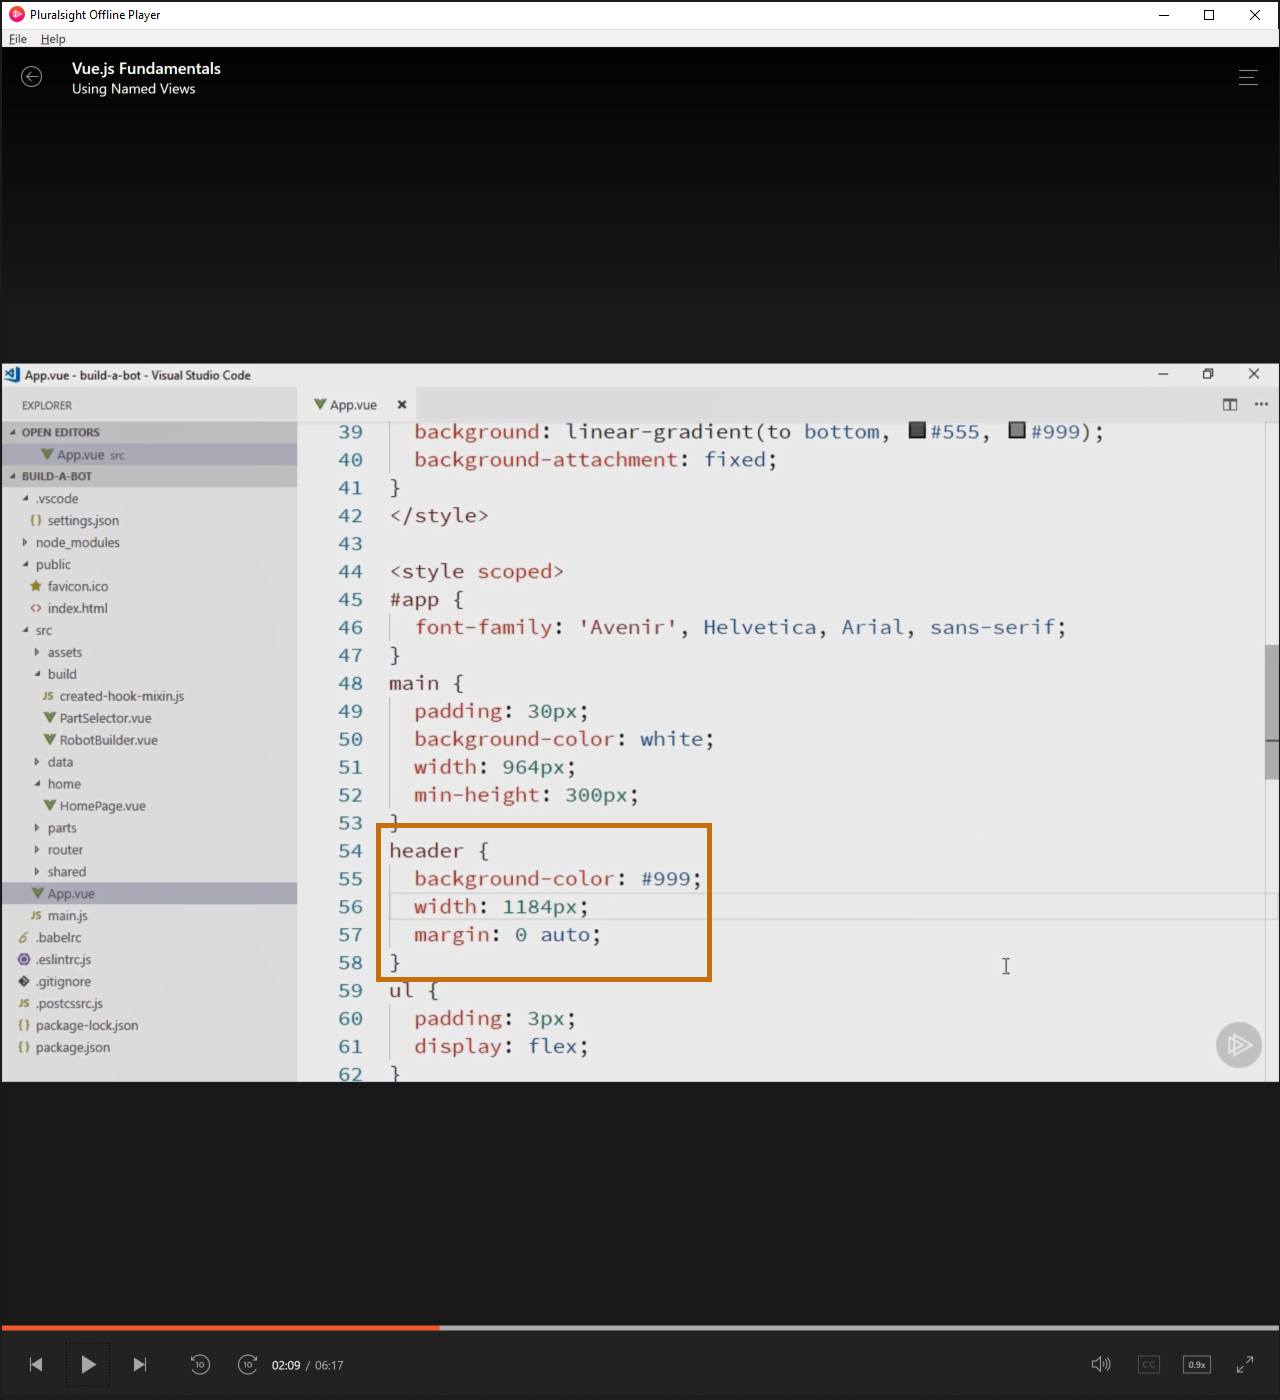 Pluralsight Offline Player
File Help
Vue.js Fundamentals
Using Named Views
App.vue - build-a-bot - Visual Studio Code
EXPLORER
OPEN EDITORS
App.vue src
BUILD-A-BOT
.vscode
{} settings.json
node_modules
public
favicon.ico
<> index.html
src
assets
build
JS created-hook-mixin.js
PartSelector.vue
RobotBuilder.vue
data
home
HomePage.vue
parts
router
shared
App.vue
JS main.js
.babelrc
.eslintrc.js
.gitignore
JS .postcssrc.js
{} package-lock.json
{} package.json
App.vue
39 background: linear-gradient(to bottom, #555, #999);
40 background-attachment: fixed;
41 }
42 </style>
43
44 <style scoped>
45 #app {
46 font-family: 'Avenir', Helvetica, Arial, sans-serif;
47 }
48 main {
49 padding: 30px;
50 background-color: white;
51 width: 964px;
52 min-height: 300px;
53 }
54 header {
55 background-color: #999;
56 width: 1184px;
57 margin: 0 auto;
58 }
59 ul {
60 padding: 3px;
61 display: flex;
62 }
10 10 02:09 / 06:17 CC 0.9x